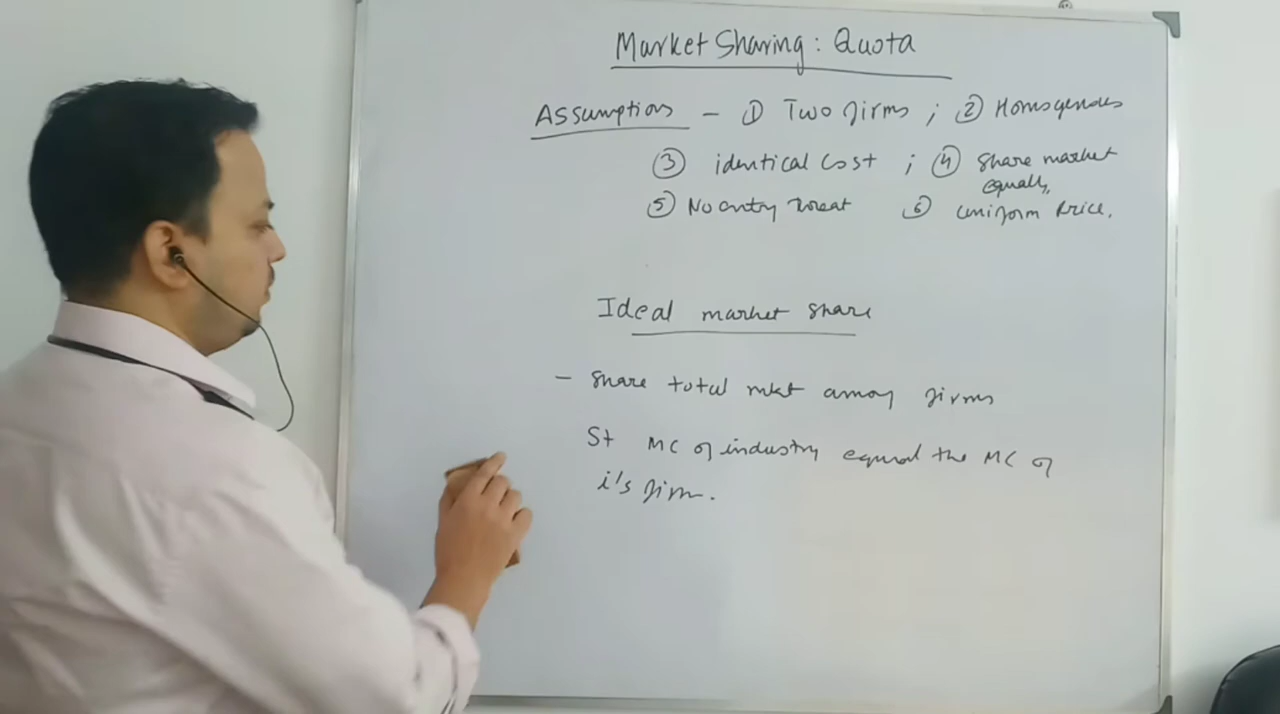 Market Sharing: Quota
Assumptions - ① Two firms ; ② Homogenous
③ identical Cost ; ④ Share market equally,
⑤ No entry threat ⑥ uniform Price.
Ideal market share
- Share total mkt among firms
St MC of industry equal the MC of
i's firm.